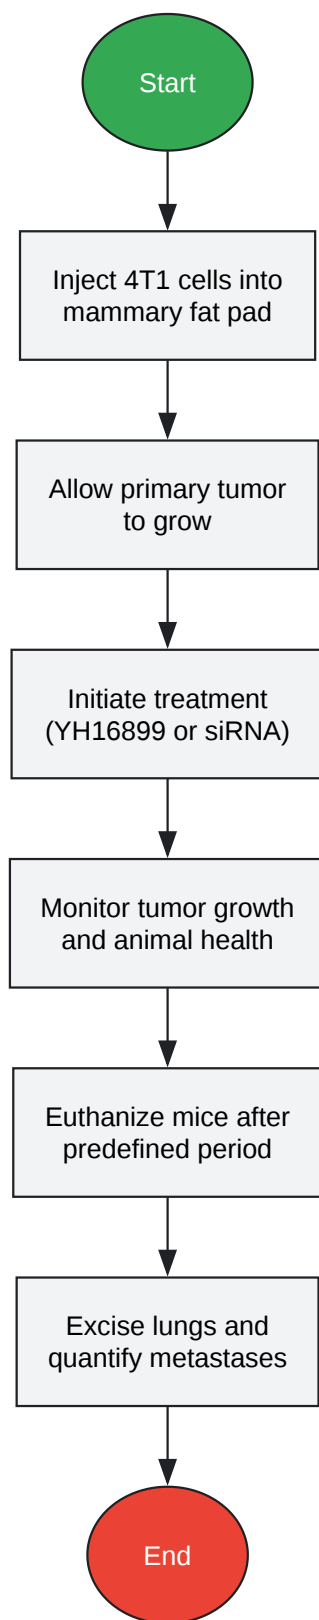 Start
Inject 4T1 cells into
mammary fat pad
Allow primary tumor
to grow
Initiate treatment
(YH16899 or siRNA)
Monitor tumor growth
and animal health
Euthanize mice after
predefined period
Excise lungs and
quantify metastases
End